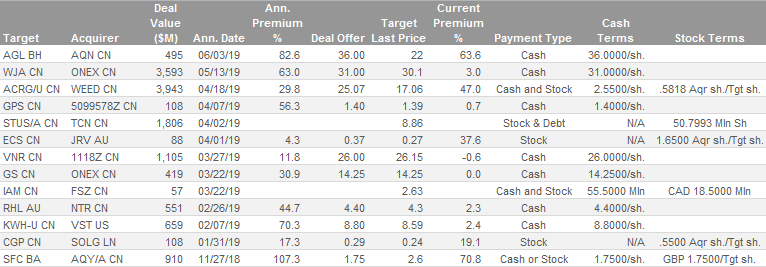 Target Acquirer Deal Value ($M) Ann. Date Ann. Premium % Deal Offer Target Last Price Current Premium % Payment Type Cash Terms Stock Terms
AGL BH AQN CN 495 06/03/19 82.6 36.00 22 63.6 Cash 36.0000/sh.
WJA CN ONEX CN 3,593 05/13/19 63.0 31.00 30.1 3.0 Cash 31.0000/sh.
ACRG/U CN WEED CN 3,943 04/18/19 29.8 25.07 17.06 47.0 Cash and Stock 2.5500/sh. .5818 Aqr sh./Tgt sh.
GPS CN 5099578Z CN 108 04/07/19 56.3 1.40 1.39 0.7 Cash 1.4000/sh.
STUS/A CN TCN CN 1,806 04/02/19 8.86 Stock & Debt N/A 50.7993 Mln Sh
ECS CN JRV AU 88 04/01/19 4.3 0.37 0.27 37.6 Stock N/A 1.6500 Aqr sh./Tgt sh.
VNR CN 1118Z CN 1,105 03/27/19 11.8 26.00 26.15 -0.6 Cash 26.0000/sh.
GS CN ONEX CN 419 03/22/19 30.9 14.25 14.25 0.0 Cash 14.2500/sh.
IAM CN FSZ CN 57 03/22/19 2.63 Cash and Stock 55.5000 Mln CAD 18.5000 Mln
RHL AU NTR CN 551 02/26/19 44.7 4.40 4.3 2.3 Cash 4.4000/sh.
KWH-U CN VST US 659 02/07/19 70.3 8.80 8.59 2.4 Cash 8.8000/sh.
CGP CN SOLG LN 108 01/31/19 17.3 0.29 0.24 19.1 Stock N/A .5500 Aqr sh./Tgt sh.
SFC BA AQY/A CN 910 11/27/18 107.3 1.75 2.6 70.8 Cash or Stock 1.7500/sh. GBP 1.7500/Tgt sh.